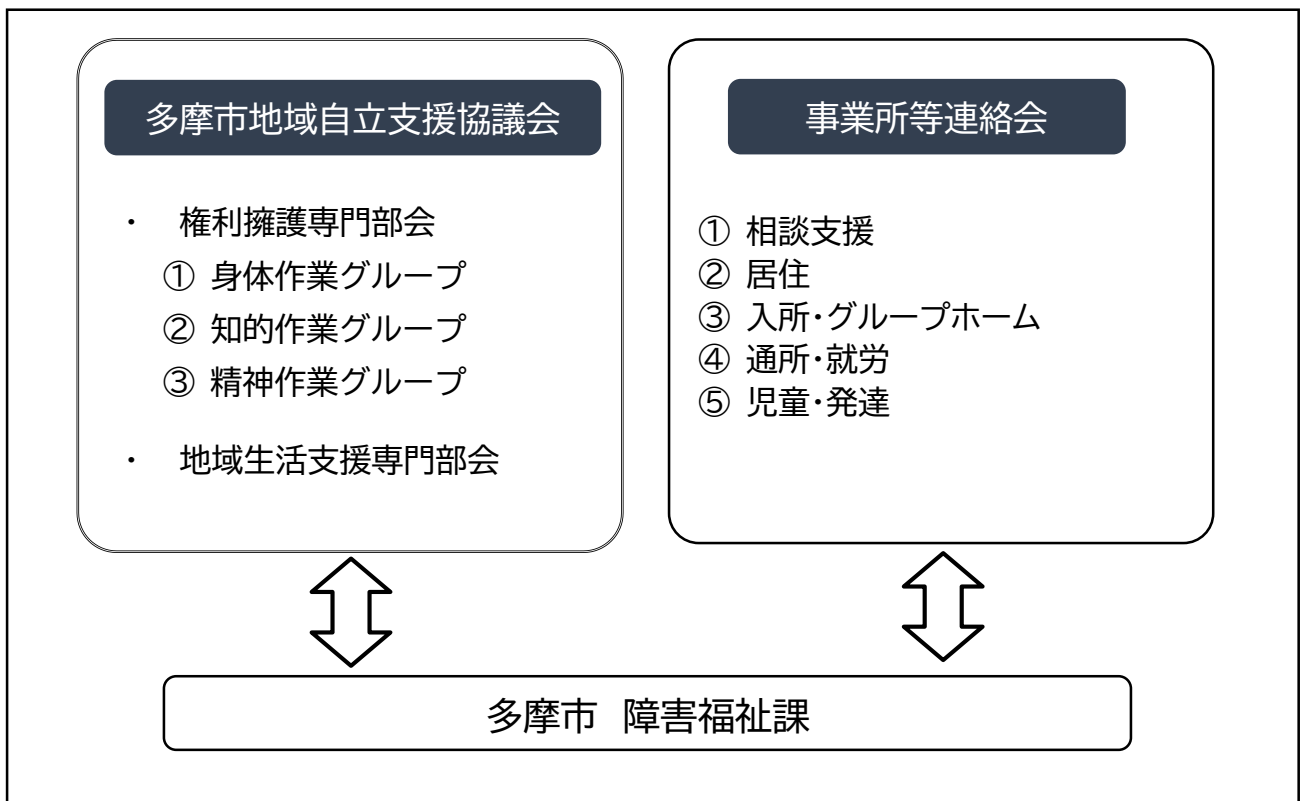 多摩市地域自立支援協議会
・ 権利擁護専門部会
① 身体作業グループ
② 知的作業グループ
③ 精神作業グループ
・ 地域生活支援専門部会
事業所等連絡会
① 相談支援
② 居住
③ 入所・グループホーム
④ 通所・就労
⑤ 児童・発達
多摩市 障害福祉課